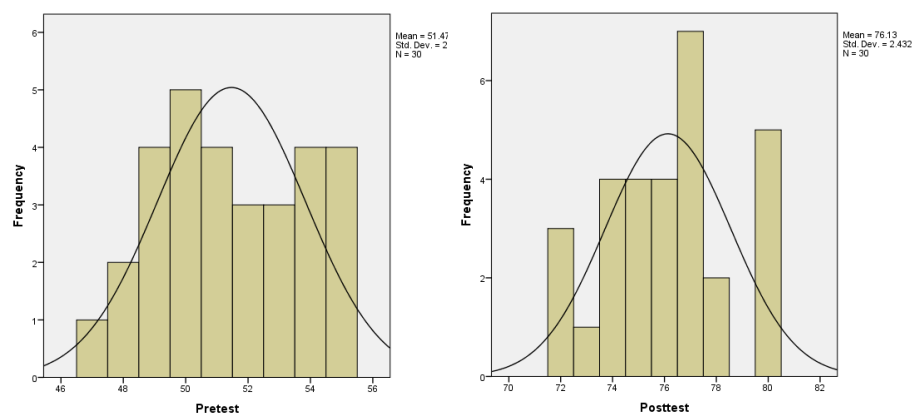 Mean = 51.47
Std. Dev. = 2
N = 30
Frequency
6
5
4
3
2
1
0
46 48 50 52 54 56
Pretest
Mean = 76.13
Std. Dev. = 2.432
N = 30
Frequency
6
4
2
0
70 72 74 76 78 80 82
Posttest